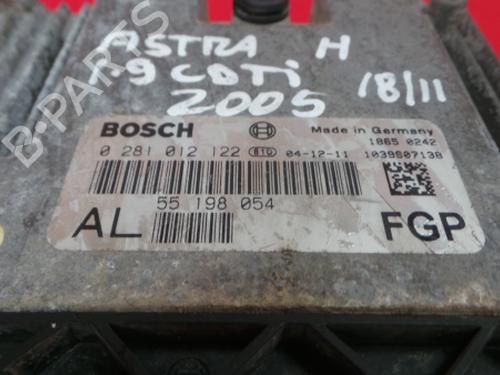 ASTRA H
1.9 CDTi 18/11
2005
BOSCH Made in Germany
1865 0242
0 281 012 122 B10 04-12-11 1039S07138
55 198 054
AL FGP
B-PARTS